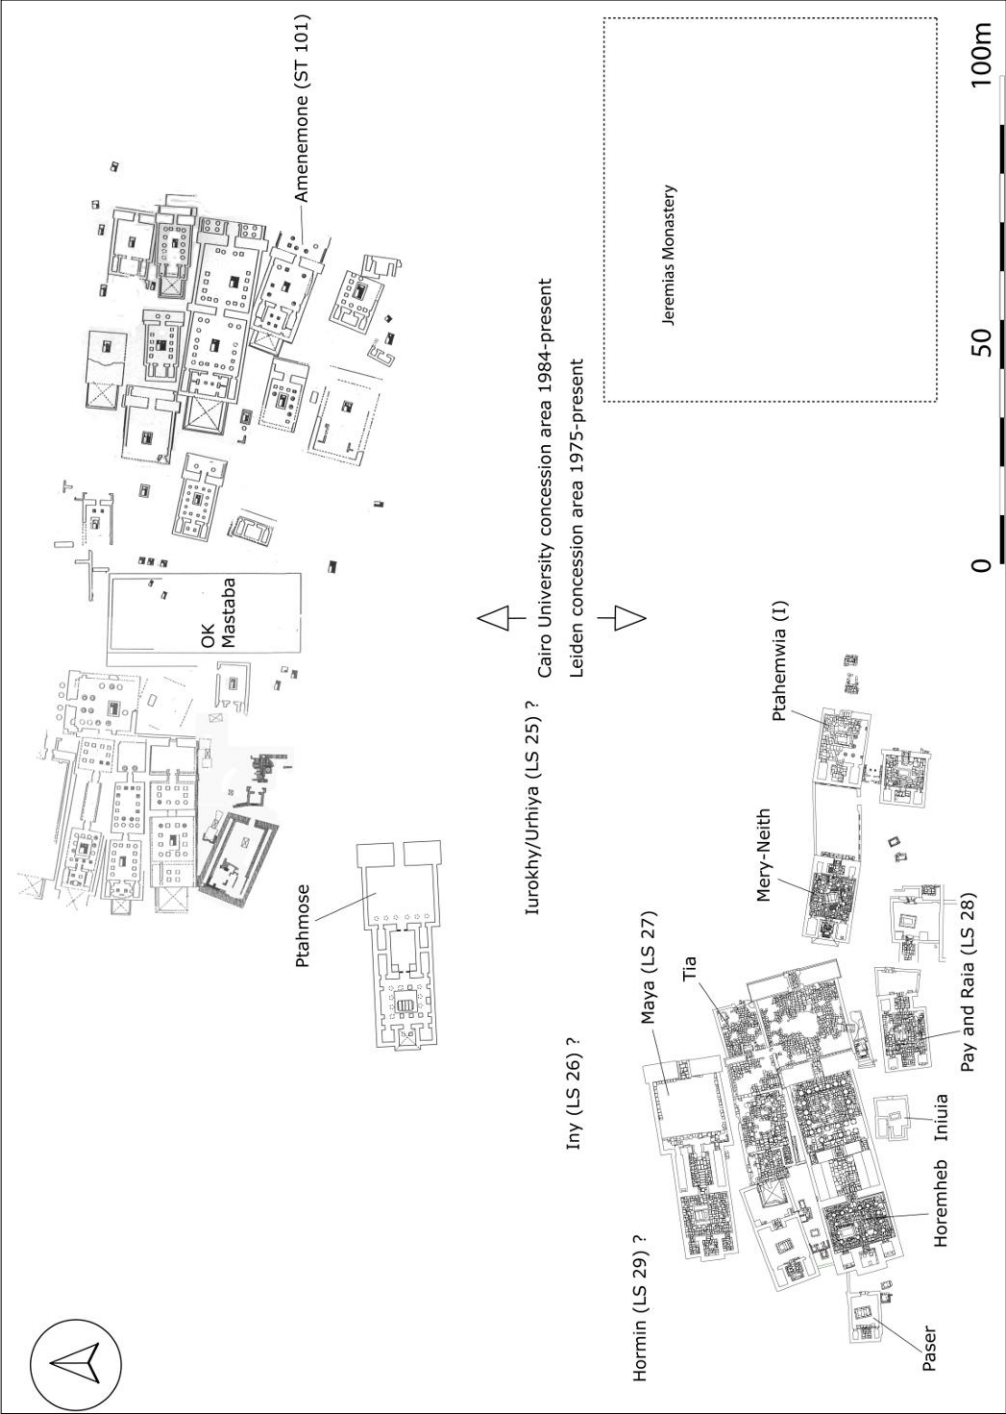 Amenemone (ST 101)
OK
Mastaba
Ptahmose
Cairo University concession area 1984-present
Leiden concession area 1975-present
Jeremias Monastery
Iurokhy/Urhiya (LS 25) ?
Iny (LS 26) ?
Hormin (LS 29) ?
Maya (LS 27)
Tia
Mery-Neith
Ptahemwia (I)
Pay and Raia (LS 28)
Iniuia
Horemheb
Paser
0
50
100m